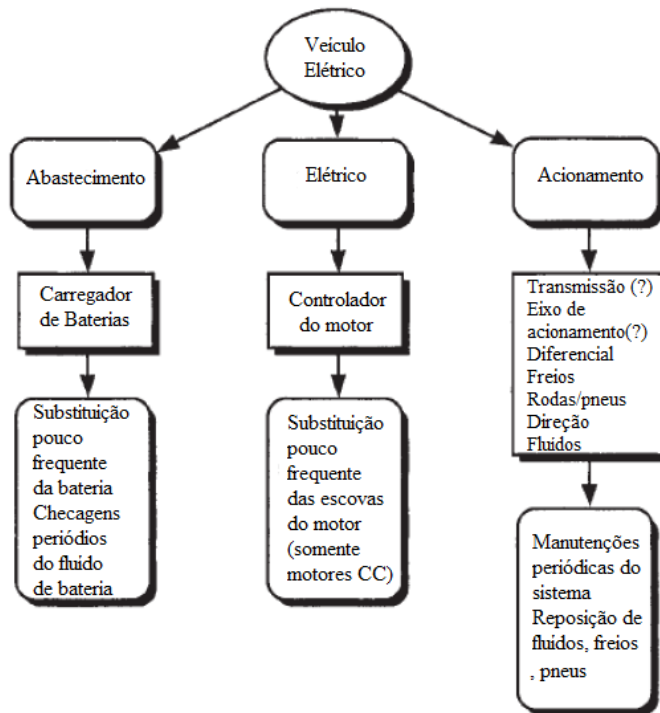 Veículo
Elétrico
Abastecimento
Elétrico
Acionamento
Carregador
de Baterias
Controlador
do motor
Transmissão (?)
Eixo de
acionamento(?)
Diferencial
Freios
Rodas/pneus
Direção
Fluidos
Substituição
pouco
frequente
da bateria
Checagens
periódios
do fluido
de bateria
Substituição
pouco
frequente
das escovas
do motor
(somente
motores CC)
Manutenções
periódicas do
sistema
Reposição de
fluidos, freios
, pneus